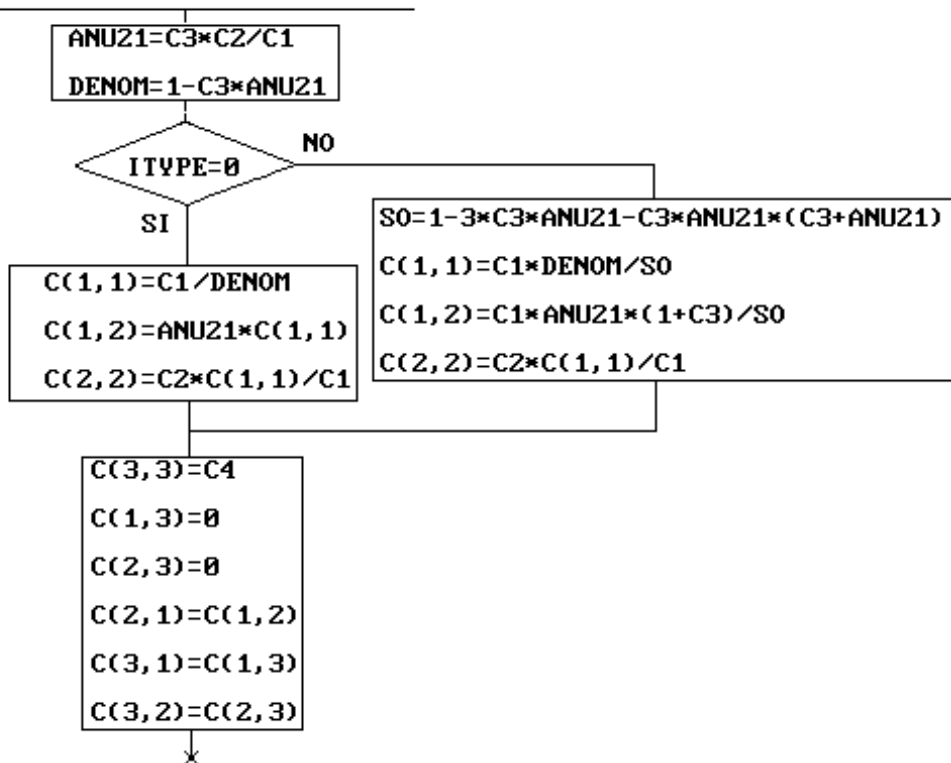 ANU21=C3*C2/C1
DENOM=1-C3*ANU21
ITYPE=0
NO
SI
SO=1-3*C3*ANU21-C3*ANU21*(C3+ANU21)
C(1,1)=C1*DENOM/SO
C(1,2)=C1*ANU21*(1+C3)/SO
C(2,2)=C2*C(1,1)/C1
C(1,1)=C1/DENOM
C(1,2)=ANU21*C(1,1)
C(2,2)=C2*C(1,1)/C1
C(3,3)=C4
C(1,3)=0
C(2,3)=0
C(2,1)=C(1,2)
C(3,1)=C(1,3)
C(3,2)=C(2,3)